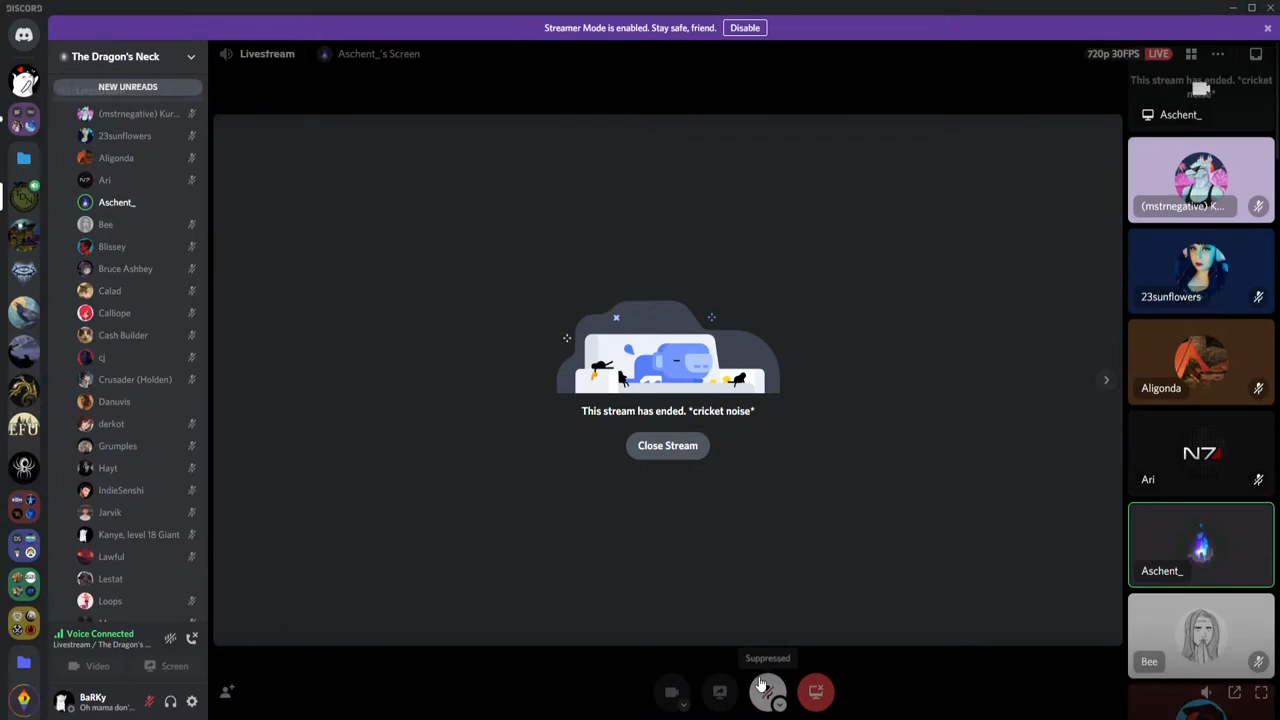 DISCORD
Streamer Mode is enabled. Stay safe, friend. Disable
The Dragon's Neck
Livestream
Aschent_'s Screen
720p 30FPS LIVE
NEW UNREADS
(mstrnegative) Kur...
23sunflowers
Aligonda
Ari
Aschent_
Bee
Blissey
Bruce Ashbey
Calad
Calliope
Cash Builder
cj
Crusader (Holden)
Danuvis
derkot
Grumples
Hayt
IndieSenshi
Jarvik
Kanye, level 18 Giant
Lawful
Lestat
Loops
Voice Connected
Livestream / The Dragon's ...
Video
Screen
BaRKy
Oh mama don'...
This stream has ended. *cricket noise*
Close Stream
Suppressed
This stream has ended. *cricket
noise*
Aschent_
(mstrnegative) K...
23sunflowers
Aligonda
N7
Ari
Aschent_
Bee
EFU